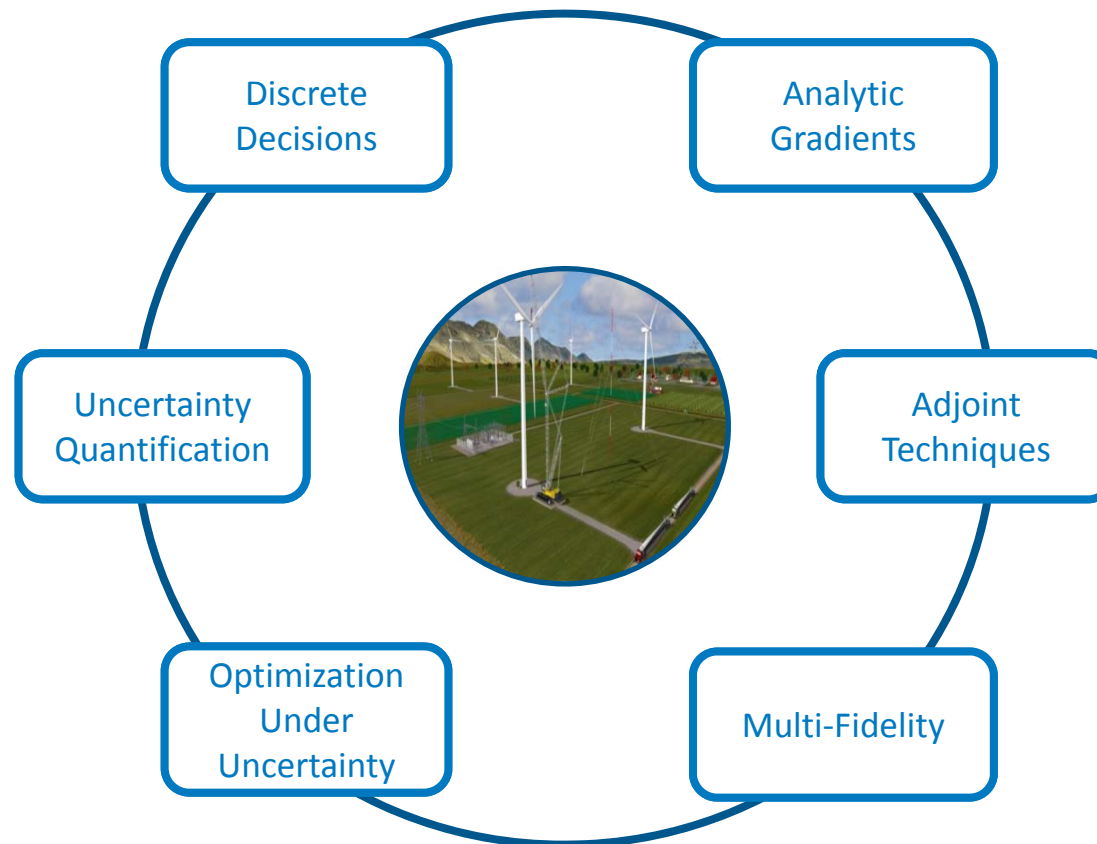 Discrete
Decisions
Analytic
Gradients
Uncertainty
Quantification
Adjoint
Techniques
Optimization
Under
Uncertainty
Multi-Fidelity